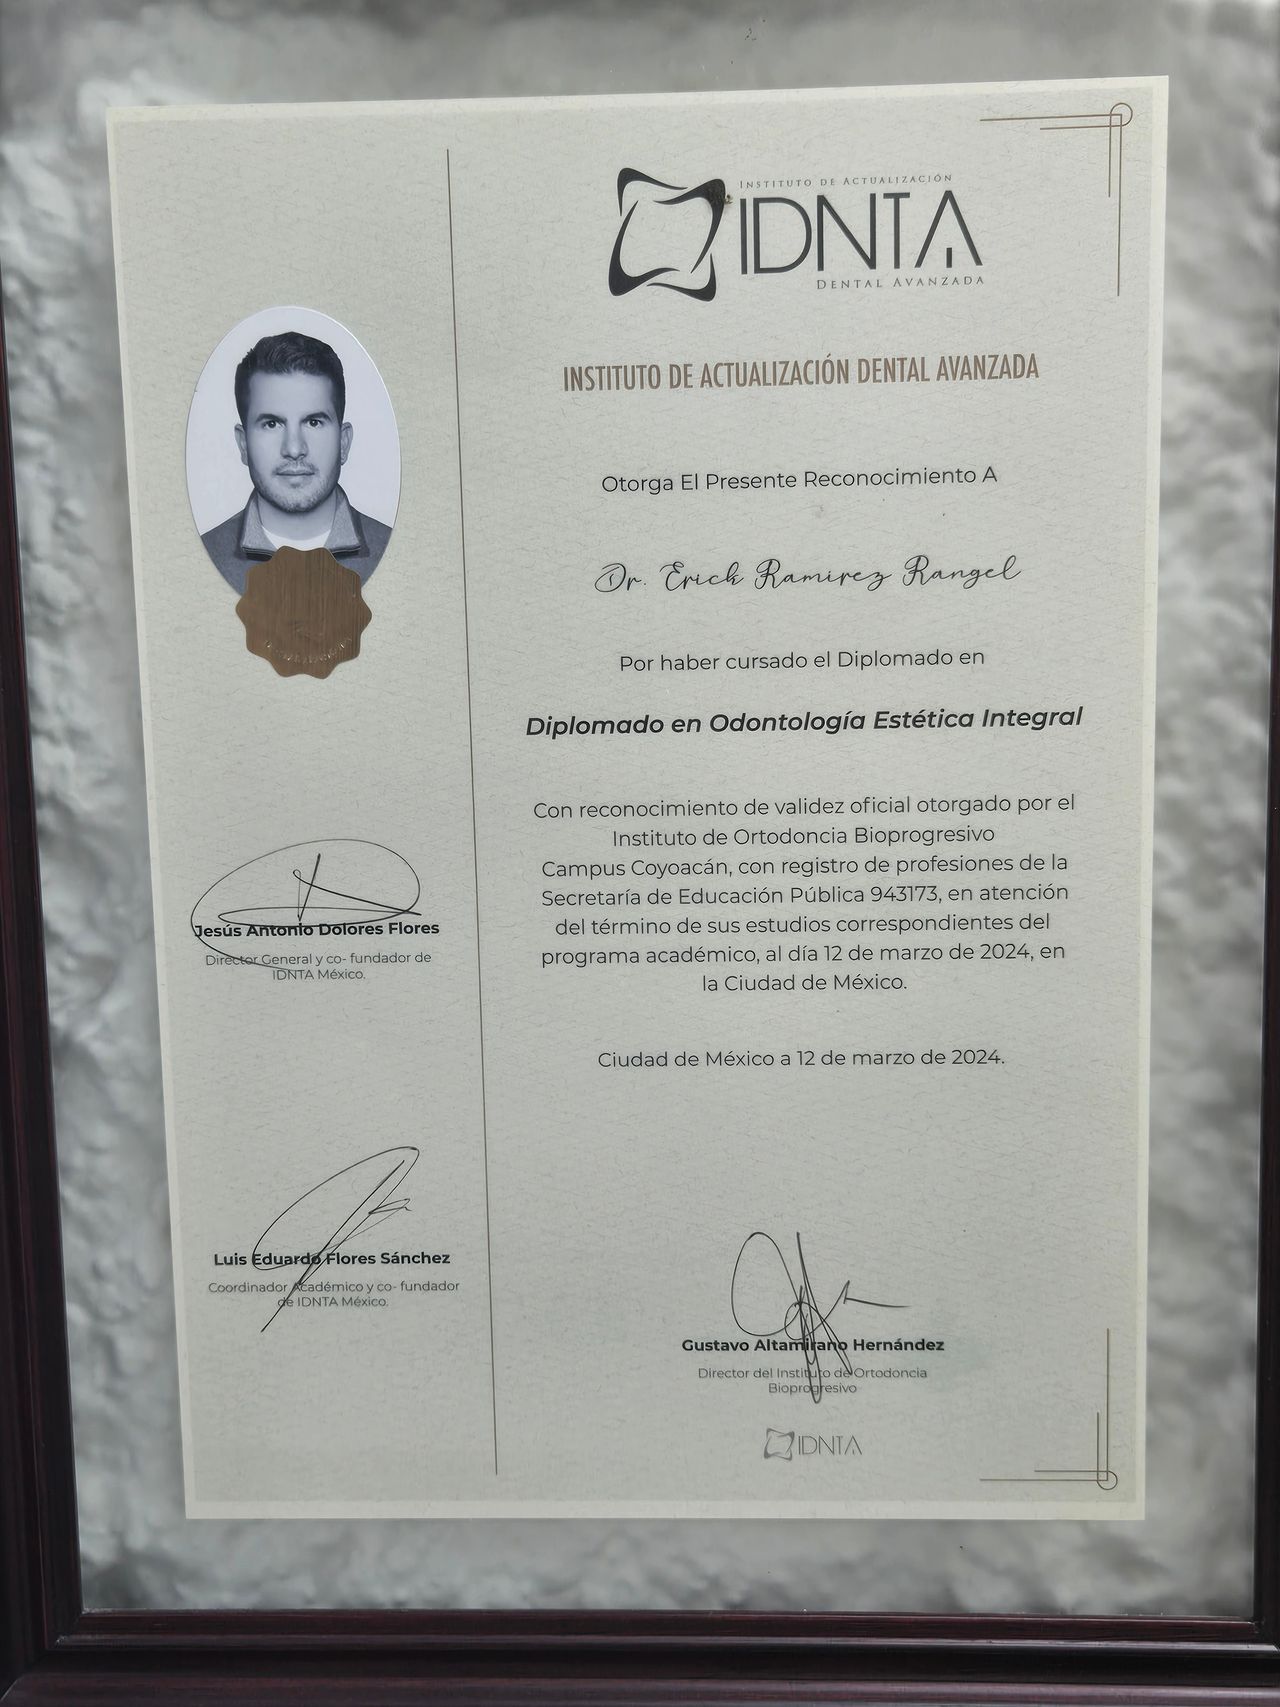 INSTITUTO DE ACTUALIZACIÓN
IDNTA
DENTAL AVANZADA
INSTITUTO DE ACTUALIZACIÓN DENTAL AVANZADA
Otorga El Presente Reconocimiento A
Dr. Erick Ramirez Rangel
Por haber cursado el Diplomado en
Diplomado en Odontología Estética Integral
Con reconocimiento de validez oficial otorgado por el
Instituto de Ortodoncia Bioprogresivo
Campus Coyoacán, con registro de profesiones de la
Secretaría de Educación Pública 943173, en atención
del término de sus estudios correspondientes del
programa académico, al día 12 de marzo de 2024, en
la Ciudad de México.
Ciudad de México a 12 de marzo de 2024.
Jesús Antonio Dolores Flores
Director General y co- fundador de
IDNTA México.
Luis Eduardo Flores Sánchez
Coordinador Académico y co- fundador
de IDNTA México.
Gustavo Altamirano Hernández
Director del Instituto de Ortodoncia
Bioprogresivo
IDNTA